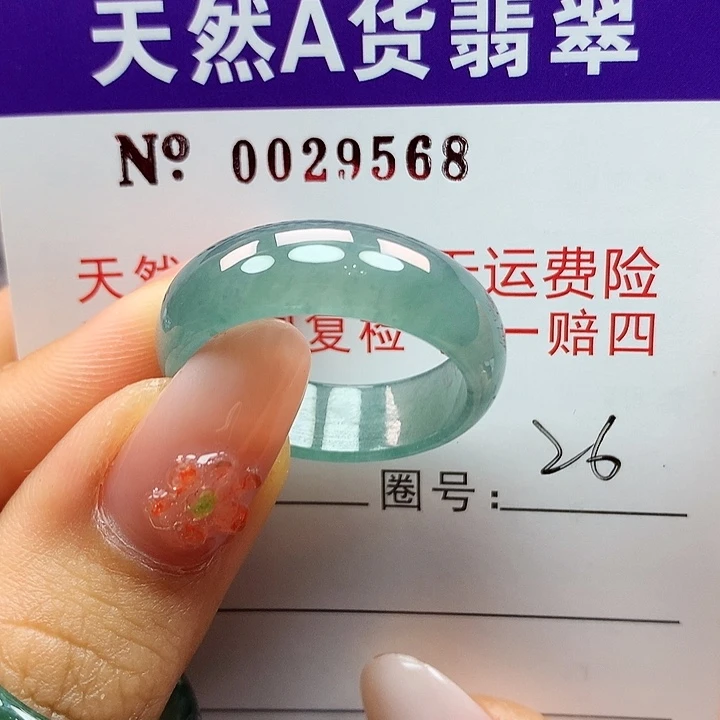 天然A货翡翠
Nº 0029568
天然 无运费险
复检 一赔四
圈号: 26